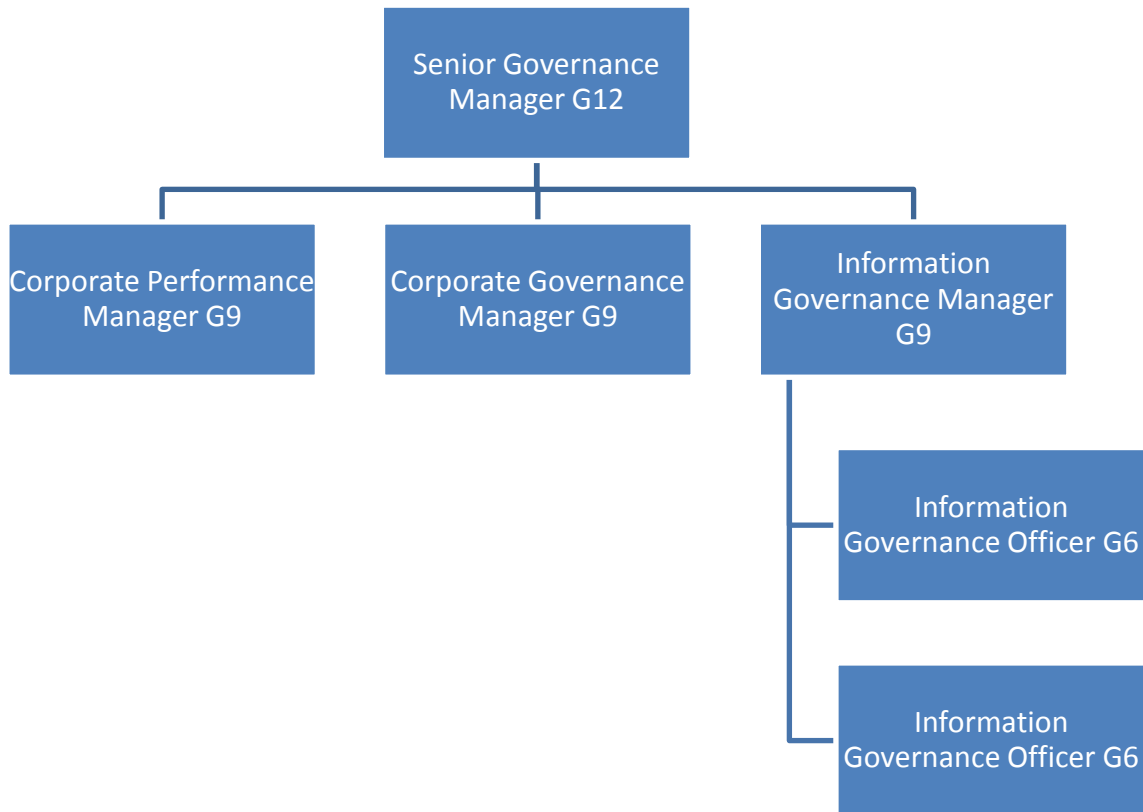 Senior Governance
Manager G12
Corporate Performance
Manager G9
Corporate Governance
Manager G9
Information
Governance Manager
G9
Information
Governance Officer G6
Information
Governance Officer G6